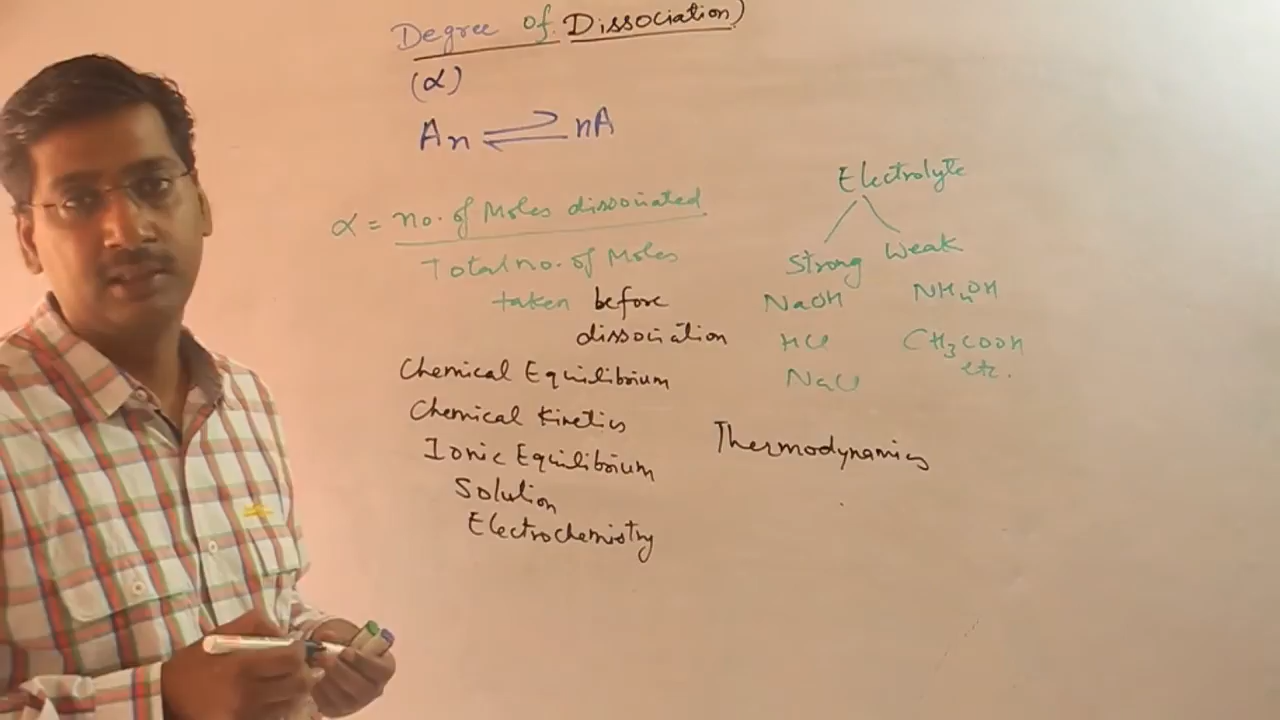 Degree of Dissociation)
(α)
An ⇌ nA
α = no. of Moles dissociated
Total no. of Moles
taken before
dissociation
Chemical Equilibrium
Chemical Kinetics
Ionic Equilibrium
Solution
Electrochemistry
Electrolyte
Strong Weak
NaOH NH4OH
HCl CH3COOH
NaCl etc.
Thermodynamics